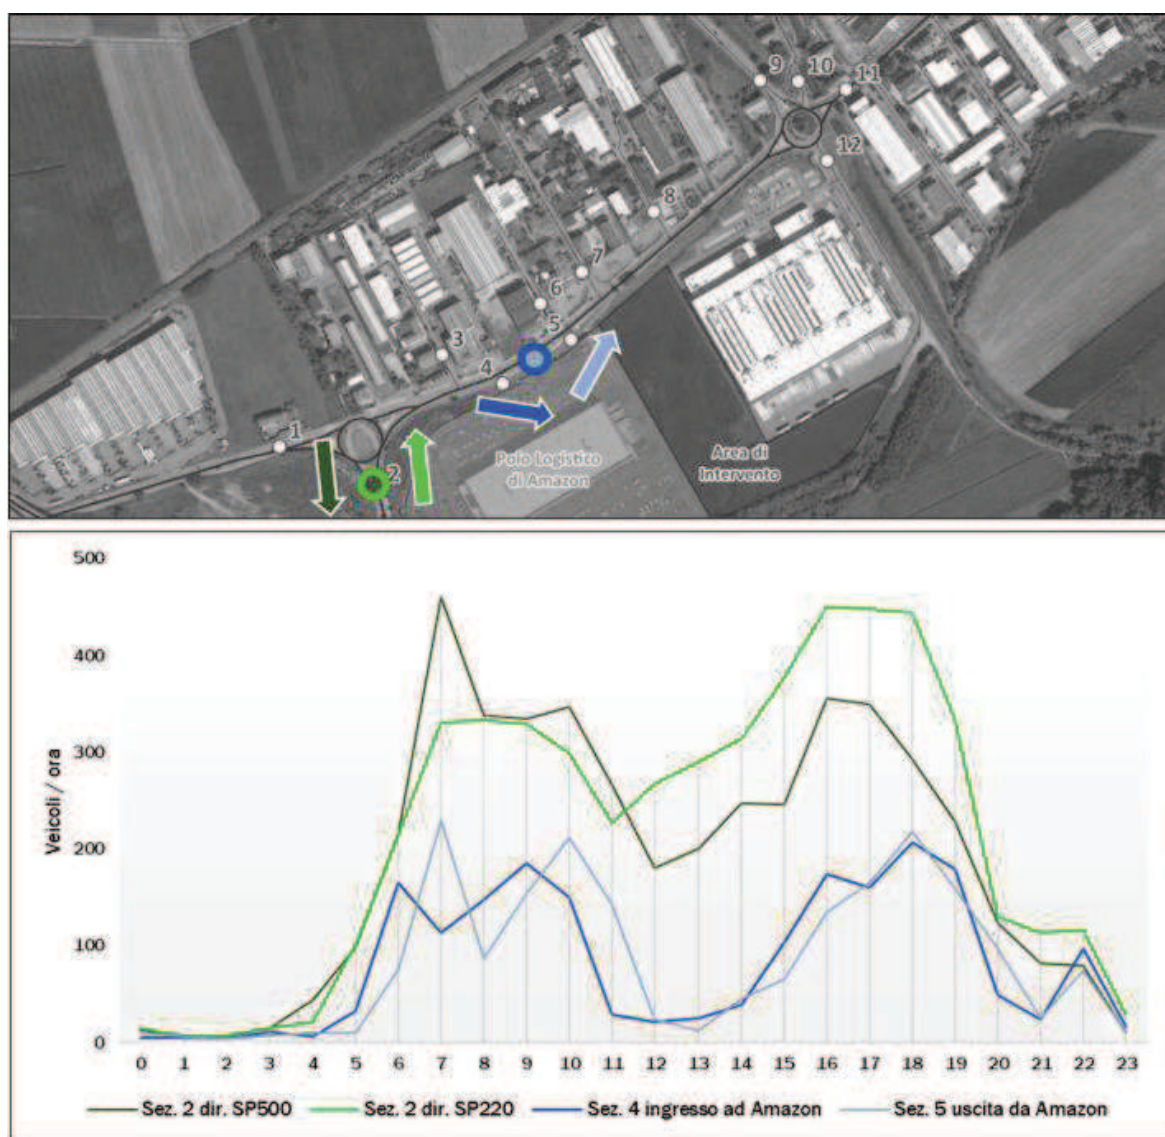 9
10
11
12
8
7
6
5
3
4
1
2
Polo Logistico
di Amazon
Area di
Intervento
500
400
300
200
100
0
Veicoli / ora
0 1 2 3 4 5 6 7 8 9 10 11 12 13 14 15 16 17 18 19 20 21 22 23
Sez. 2 dir. SP500 Sez. 2 dir. SP220 Sez. 4 ingresso ad Amazon Sez. 5 uscita da Amazon